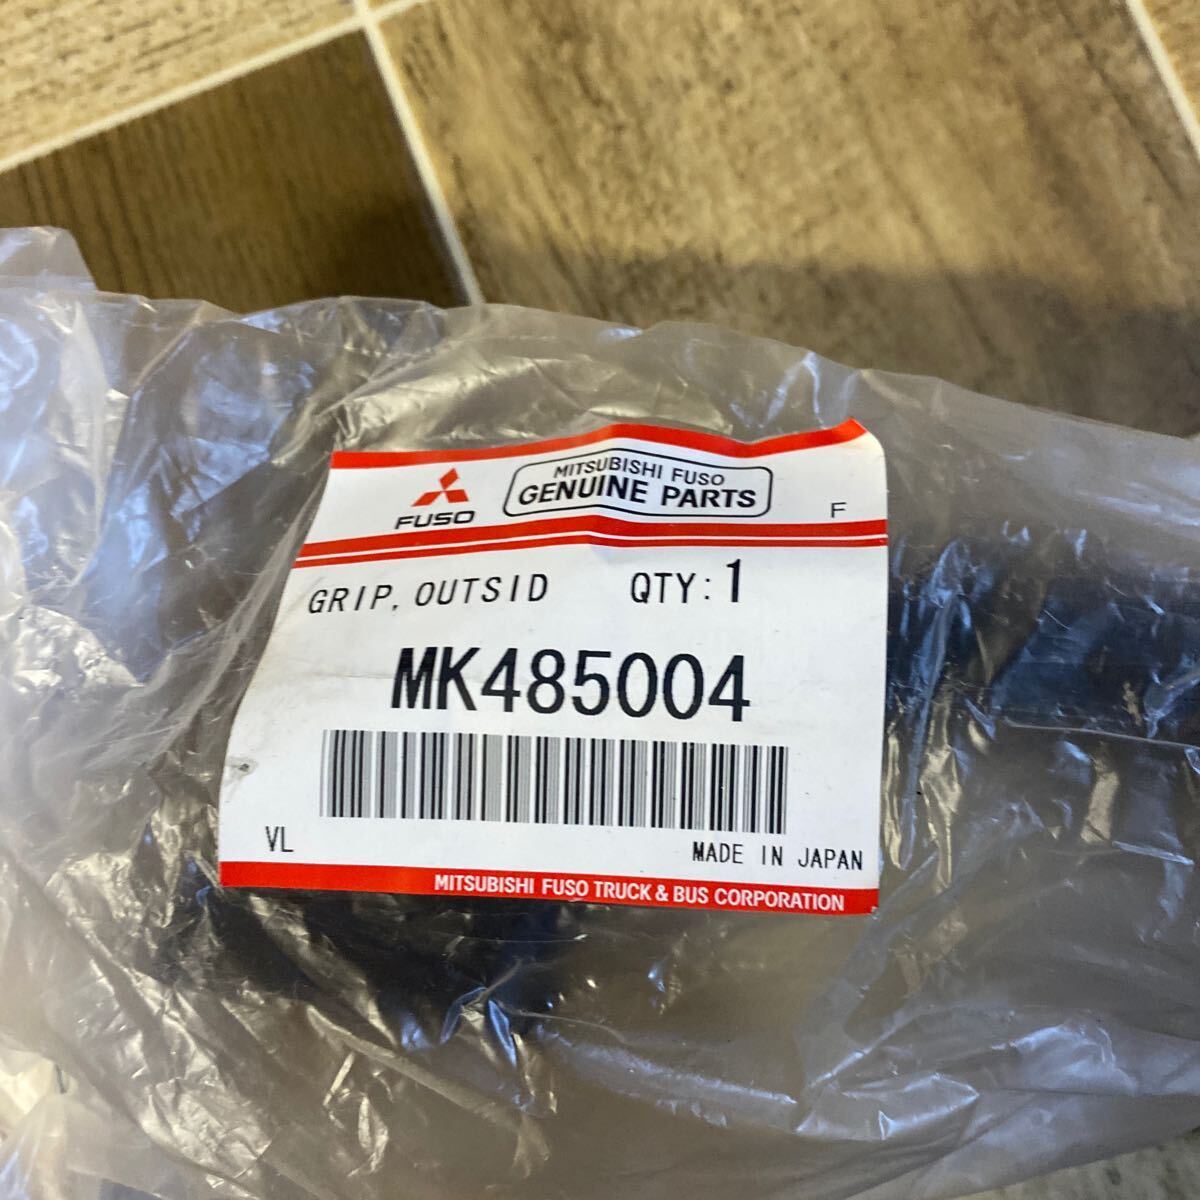 MITSUBISHI FUSO
GENUINE PARTS
FUSO
F
GRIP, OUTSID QTY: 1
MK485004
VL
MADE IN JAPAN
MITSUBISHI FUSO TRUCK & BUS CORPORATION